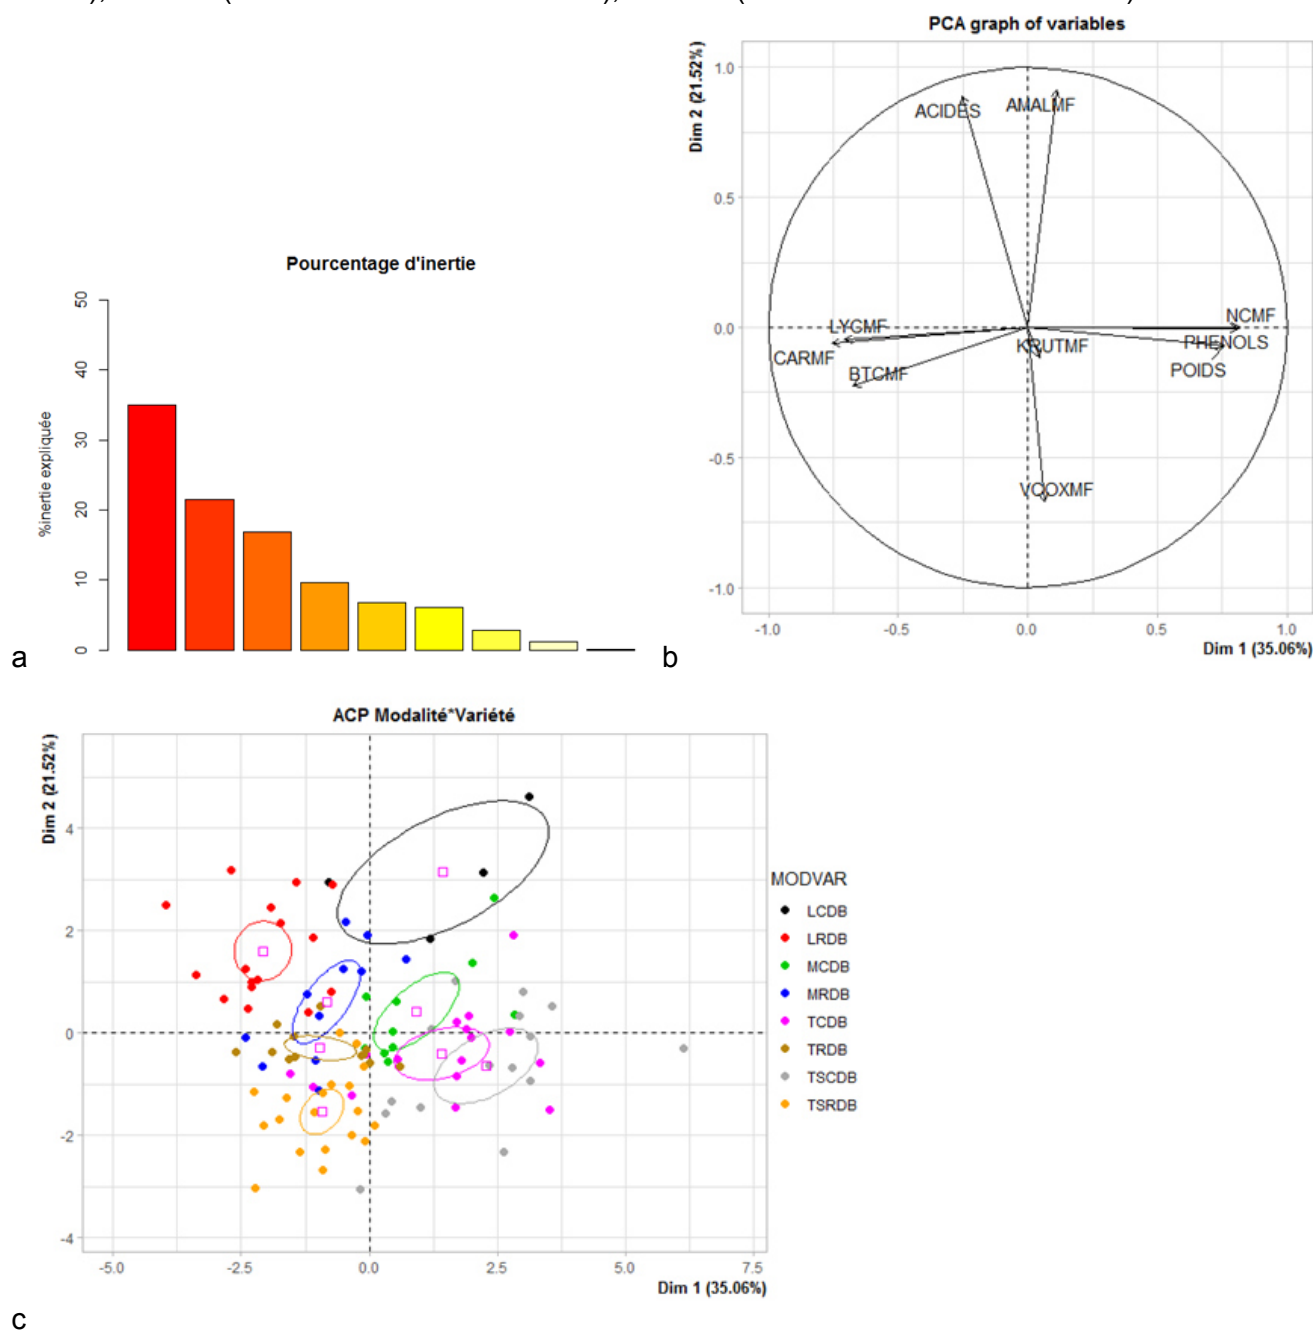 PCA graph of variables
Dim 2 (21.52%)
1.0
0.5
0.0
-0.5
-1.0
ACIDES
AMALMF
LYCMF
CARMF
BTCMF
KRUTMF
NCMF
PHENOLS
POIDS
VCOXMF
-1.0 -0.5 0.0 0.5 1.0
Dim 1 (35.06%)
b
Pourcentage d'inertie
%inertie expliquée
50
40
30
20
10
0
a
ACP Modalité*Variété
Dim 2 (21.52%)
4
2
0
-2
-4
-5.0 -2.5 0.0 2.5 5.0 7.5
Dim 1 (35.06%)
MODVAR
LCDB
LRDB
MCDB
MRDB
TCDB
TRDB
TSCDB
TSRDB
c